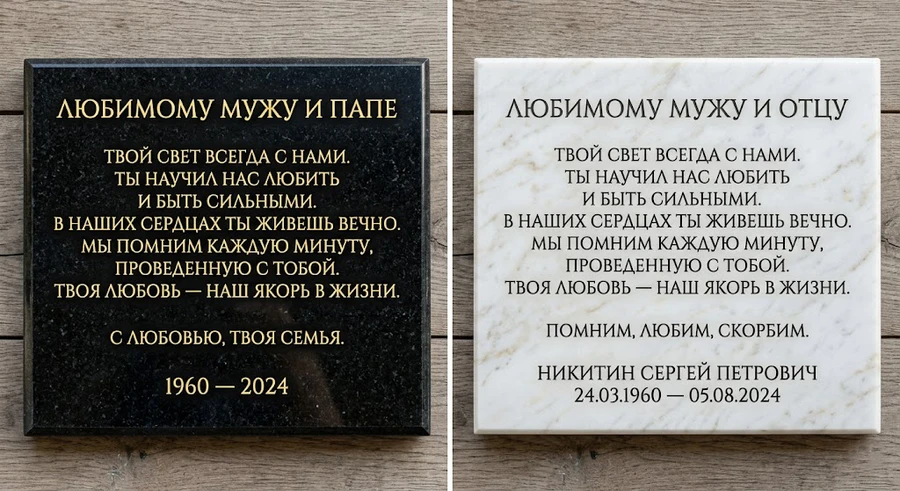 ЛЮБИМОМУ МУЖУ И ПАПЕ
ТВОЙ СВЕТ ВСЕГДА С НАМИ.
ТЫ НАУЧИЛ НАС ЛЮБИТЬ
И БЫТЬ СИЛЬНЫМИ.
В НАШИХ СЕРДЦАХ ТЫ ЖИВЕШЬ ВЕЧНО.
МЫ ПОМНИМ КАЖДУЮ МИНУТУ,
ПРОВЕДЕННУЮ С ТОБОЙ.
ТВОЯ ЛЮБОВЬ — НАШ ЯКОРЬ В ЖИЗНИ.
С ЛЮБОВЬЮ, ТВОЯ СЕМЬЯ.
1960 — 2024
ЛЮБИМОМУ МУЖУ И ОТЦУ
ТВОЙ СВЕТ ВСЕГДА С НАМИ.
ТЫ НАУЧИЛ НАС ЛЮБИТЬ
И БЫТЬ СИЛЬНЫМИ.
В НАШИХ СЕРДЦАХ ТЫ ЖИВЕШЬ ВЕЧНО.
МЫ ПОМНИМ КАЖДУЮ МИНУТУ,
ПРОВЕДЕННУЮ С ТОБОЙ.
ТВОЯ ЛЮБОВЬ — НАШ ЯКОРЬ В ЖИЗНИ.
ПОМНИМ, ЛЮБИМ, СКОРБИМ.
НИКИТИН СЕРГЕЙ ПЕТРОВИЧ
24.03.1960 — 05.08.2024